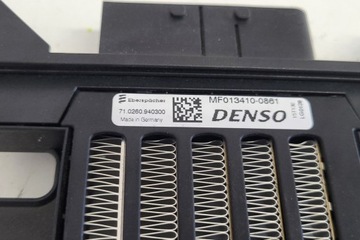 Eberspächer
71.0260.940300
Made in Germany
MF013410-0861
DENSO